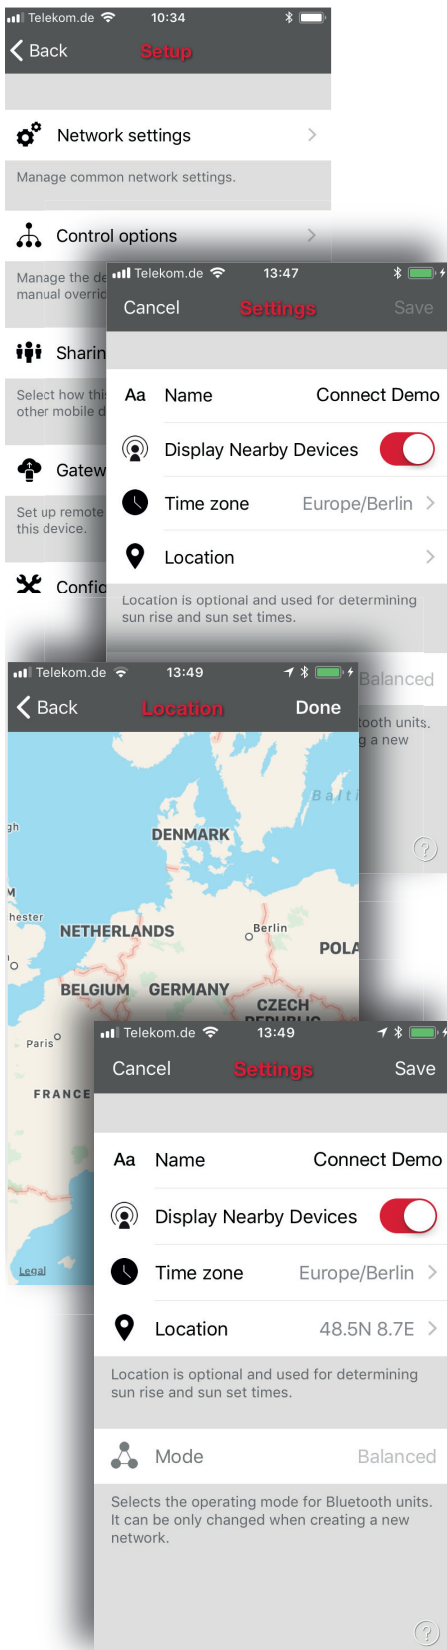 Telekom.de 10:34
Back Setup
Network settings
Manage common network settings.
Control options
Manage the de
manual overric
Sharin
Select how thi
other mobile d
Gatew
Set up remote
this device.
Config
Telekom.de 13:47
Cancel Settings Save
Aa Name Connect Demo
Display Nearby Devices
Time zone Europe/Berlin
Location
Location is optional and used for determining
sun rise and sun set times.
Balanced
tooth units.
g a new
?
Telekom.de 13:49
Back Location Done
Balti
gh
DENMARK
M
hester
NETHERLANDS
Berlin
POLA
BELGIUM GERMANY
CZECH
REPUBLIC
Paris
FRANCE
Legal
Telekom.de 13:49
Cancel Settings Save
Aa Name Connect Demo
Display Nearby Devices
Time zone Europe/Berlin
Location 48.5N 8.7E
Location is optional and used for determining
sun rise and sun set times.
Mode Balanced
Selects the operating mode for Bluetooth units.
It can be only changed when creating a new
network.
?